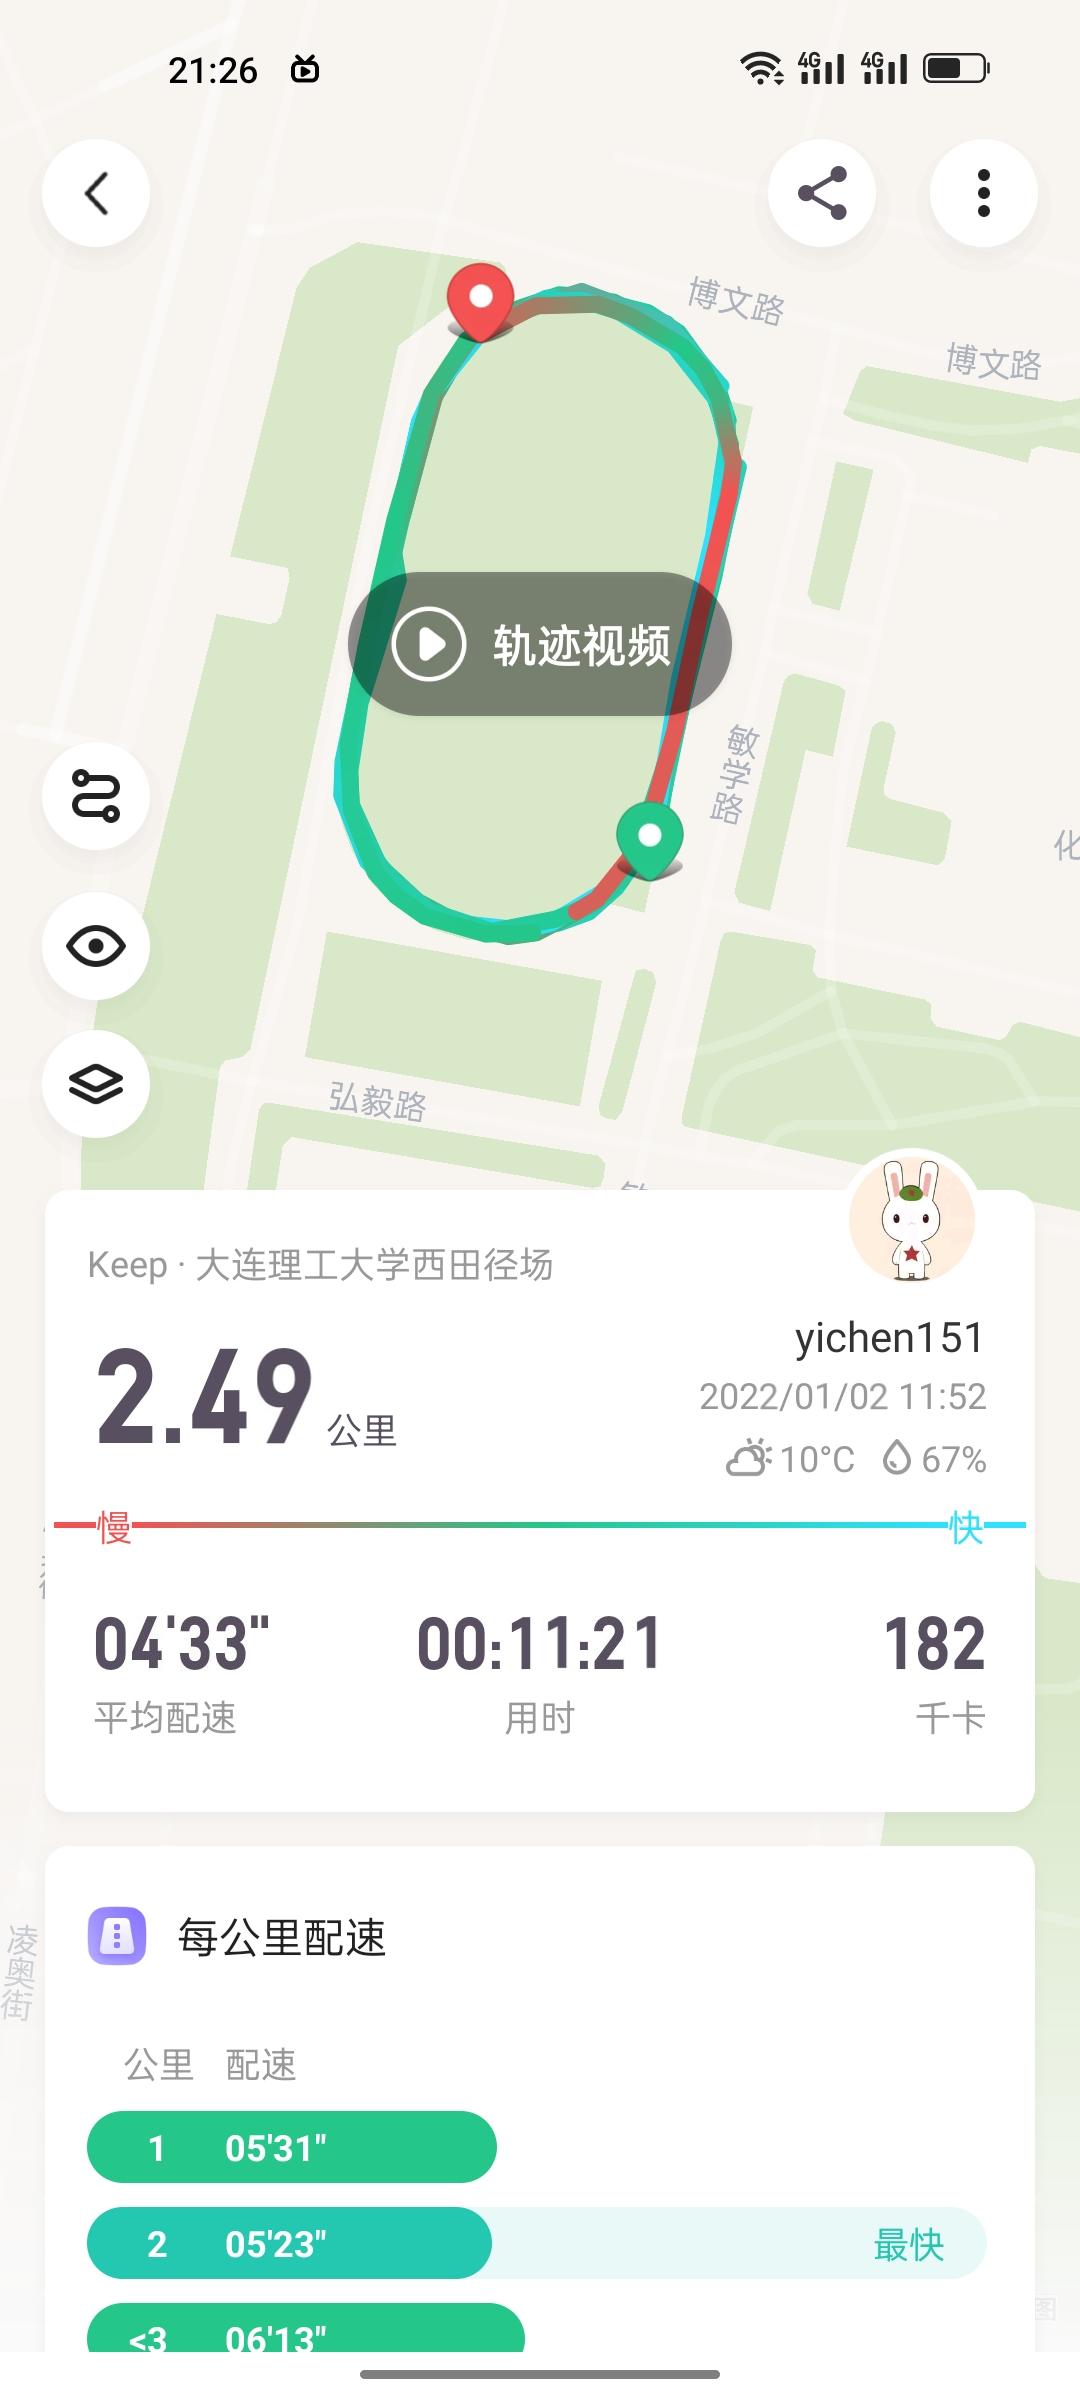 21:26
4G 4G
博文路
博文路
轨迹视频
敏学路
化
弘毅路
Keep · 大连理工大学西田径场
yichen151
2.49 公里
2022/01/02 11:52
10°C 67%
慢 快
04'33" 00:11:21 182
平均配速 用时 千卡
每公里配速
凌奥街
公里 配速
1 05'31"
2 05'23" 最快
<3 06'13"
图